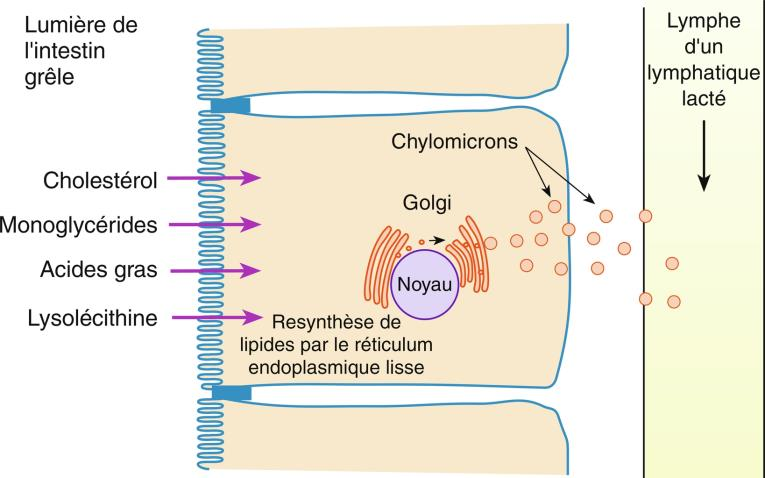 Lumière de
l'intestin
grêle
Lymphe
d'un
lymphatique
lacté
Chylomicrons
Cholestérol
Golgi
Monoglycérides
Acides gras
Noyau
Lysolécithine
Resynthèse de
lipides par le réticulum
endoplasmique lisse